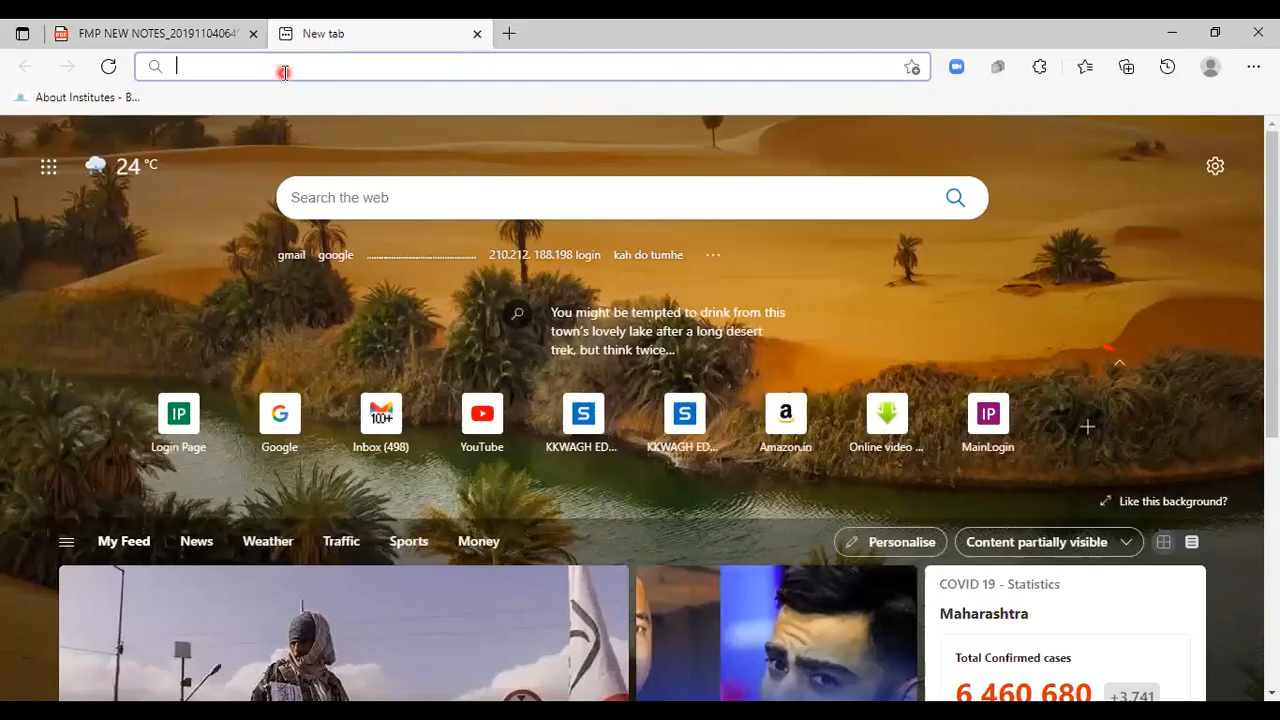 FMP NEW NOTES_2019110406
New tab
About Institutes - B...
24 °C
Search the web
gmail
google
210.212. 188.198 login
kah do tumhe
...
You might be tempted to drink from this
town's lovely lake after a long desert
trek, but think twice...
IP
G
100+
S
S
a
IP
Login Page
Google
Inbox (498)
YouTube
KKWAGH ED...
KKWAGH ED...
Amazon.in
Online video ...
MainLogin
Like this background?
My Feed
News
Weather
Traffic
Sports
Money
Personalise
Content partially visible
COVID 19 - Statistics
Maharashtra
Total Confirmed cases
6,460,680
+3,741